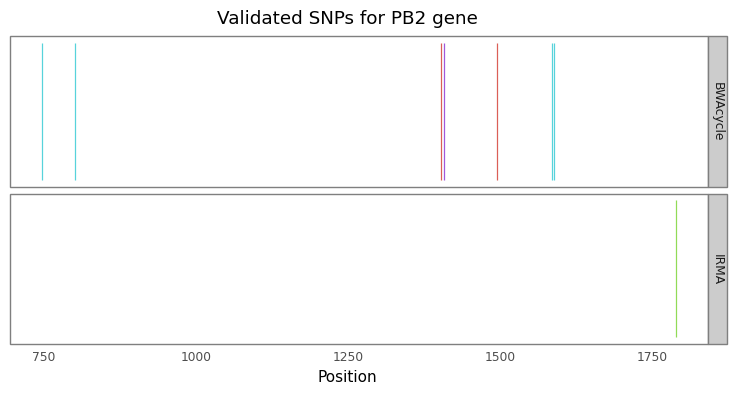 Validated SNPs for PB2 gene
BWAcycle
IRMA
750 1000 1250 1500 1750
Position